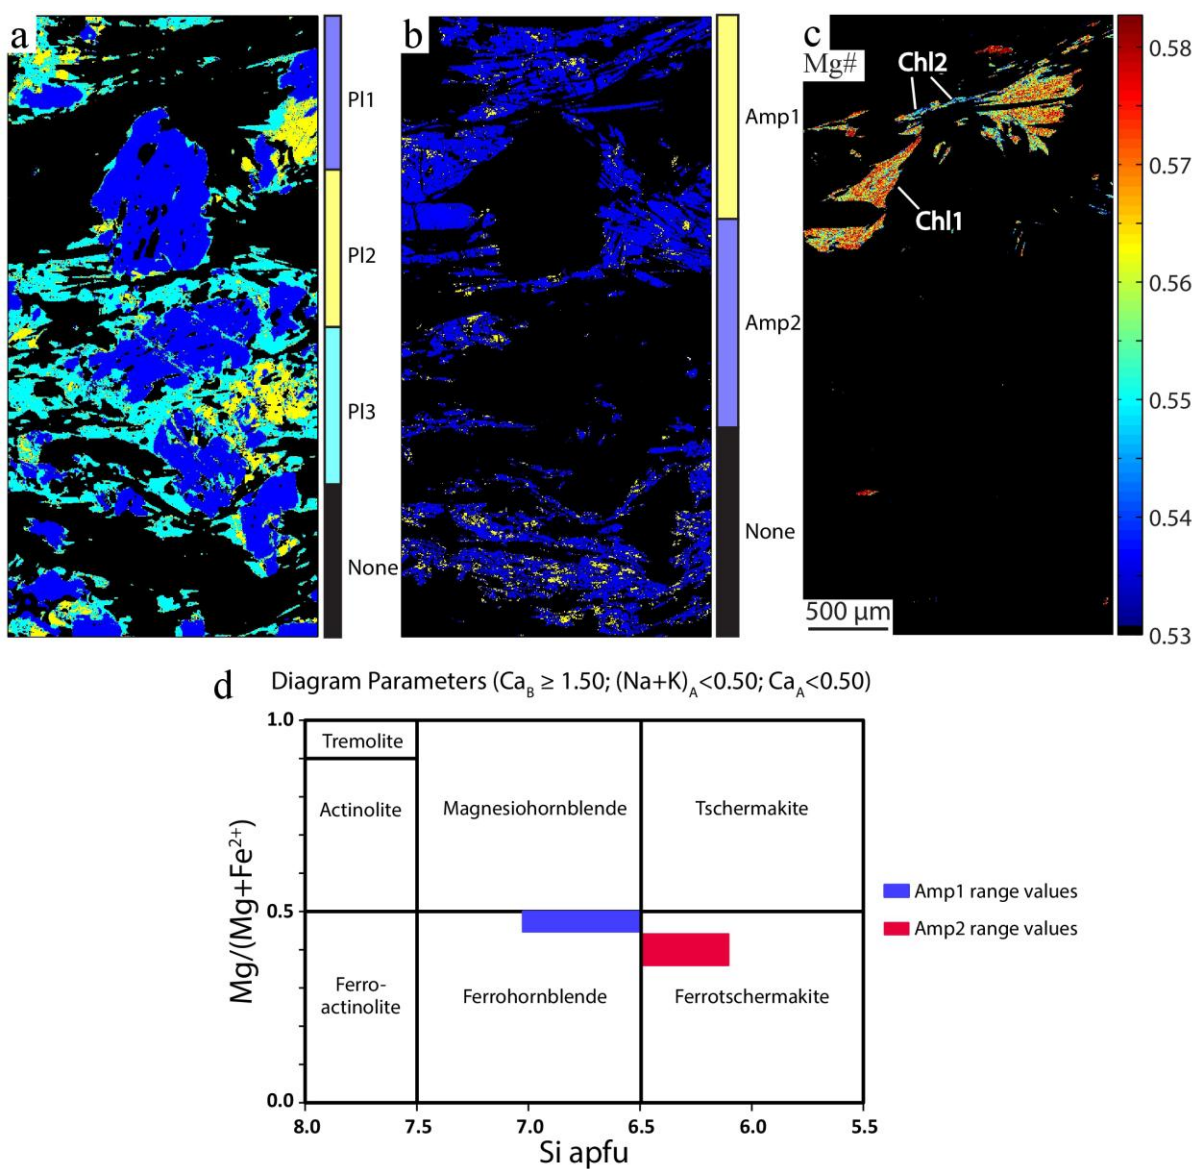 a
Pl1
Pl2
Pl3
None
b
Amp1
Amp2
None
c
Mg#
Chl2
Chl1
500 µm
0.58
0.57
0.56
0.55
0.54
0.53
d
Diagram Parameters (Ca_B ≥ 1.50; (Na+K)_A<0.50; Ca_A<0.50)
Mg/(Mg+Fe²⁺)
1.0
0.5
0.0
Tremolite
Actinolite
Magnesiohornblende
Tschermakite
Ferro-
actinolite
Ferrohornblende
Ferrotschermakite
Amp1 range values
Amp2 range values
8.0
7.5
7.0
6.5
6.0
5.5
Si apfu